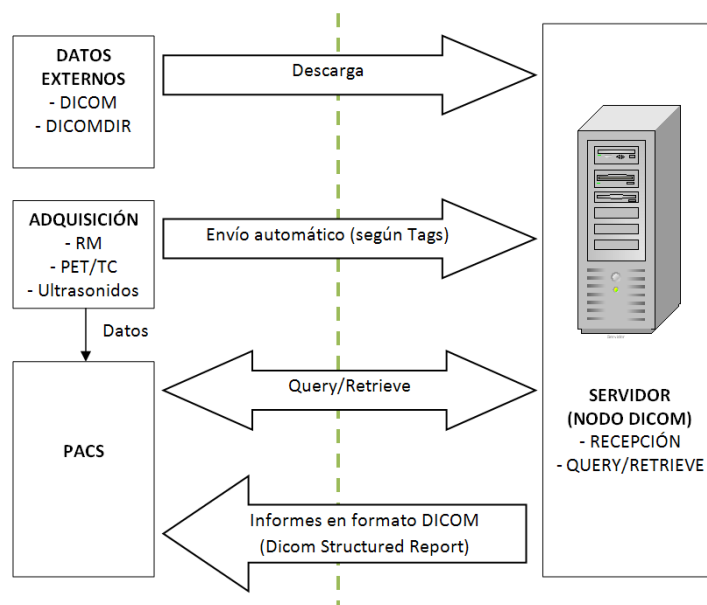 DATOS
EXTERNOS
- DICOM
- DICOMDIR
Descarga
ADQUISICIÓN
- RM
- PET/TC
- Ultrasonidos
Envío automático (según Tags)
Datos
PACS
Query/Retrieve
Informes en formato DICOM
(Dicom Structured Report)
SERVIDOR
(NODO DICOM)
- RECEPCIÓN
- QUERY/RETRIEVE